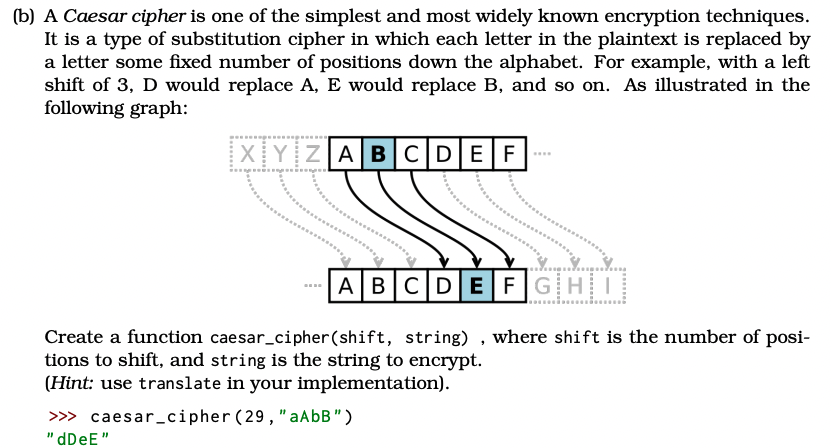 (b) A Caesar cipher is one of the simplest and most widely known encryption techniques.
It is a type of substitution cipher in which each letter in the plaintext is replaced by
a letter some fixed number of positions down the alphabet. For example, with a left
shift of 3, D would replace A, E would replace B, and so on. As illustrated in the
following graph:
X Y Z A B C D E F ....
.... A B C D E F G H I
Create a function caesar_cipher(shift, string) , where shift is the number of posi-
tions to shift, and string is the string to encrypt.
(Hint: use translate in your implementation).
>>> caesar_cipher(29,"aAbB")
"dDeE"